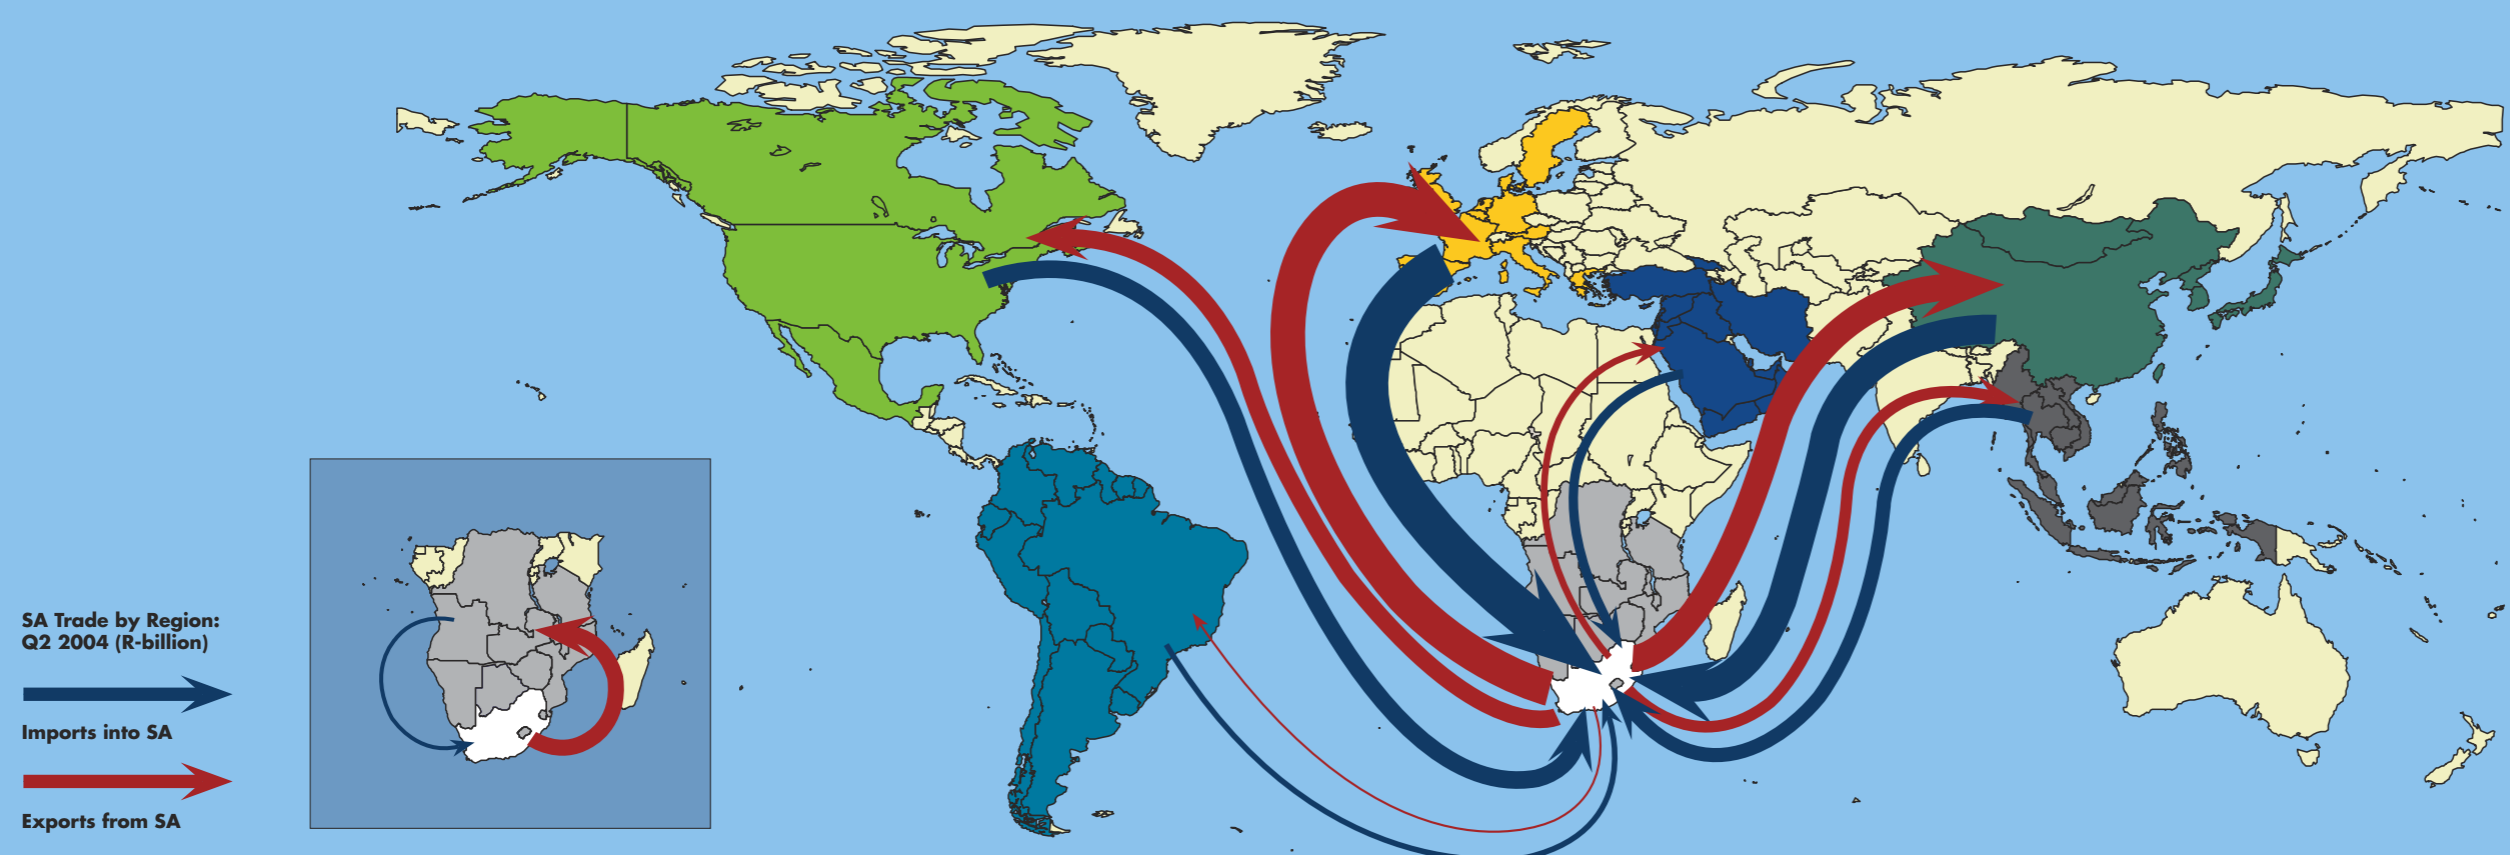 SA Trade by Region:
Q2 2004 (R-billion)
Imports into SA
Exports from SA